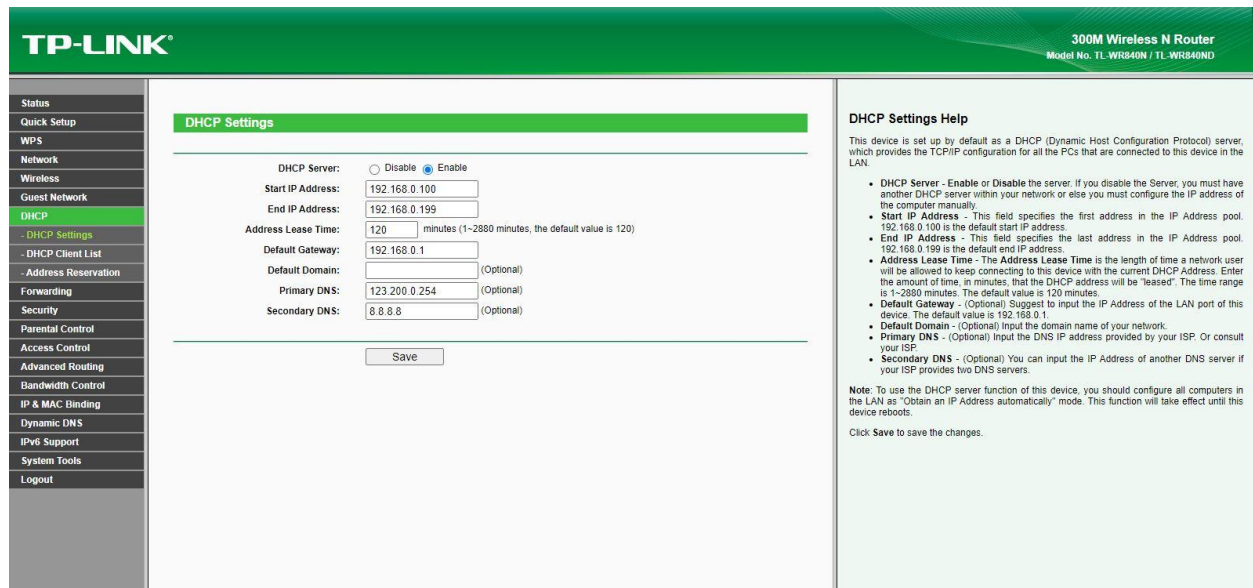 TP-LINK®
300M Wireless N Router
Model No. TL-WR840N / TL-WR840ND
Status
Quick Setup
WPS
Network
Wireless
Guest Network
DHCP
- DHCP Settings
- DHCP Client List
- Address Reservation
Forwarding
Security
Parental Control
Access Control
Advanced Routing
Bandwidth Control
IP & MAC Binding
Dynamic DNS
IPv6 Support
System Tools
Logout
DHCP Settings
DHCP Server: Disable Enable
Start IP Address: 192.168.0.100
End IP Address: 192.168.0.199
Address Lease Time: 120 minutes (1~2880 minutes, the default value is 120)
Default Gateway: 192.168.0.1
Default Domain: (Optional)
Primary DNS: 123.200.0.254 (Optional)
Secondary DNS: 8.8.8.8 (Optional)
Save
DHCP Settings Help
This device is set up by default as a DHCP (Dynamic Host Configuration Protocol) server,
which provides the TCP/IP configuration for all the PCs that are connected to this device in the
LAN.
• DHCP Server - Enable or Disable the server. If you disable the Server, you must have
another DHCP server within your network or else you must configure the IP address of
the computer manually.
• Start IP Address - This field specifies the first address in the IP Address pool.
192.168.0.100 is the default start IP address.
• End IP Address - This field specifies the last address in the IP Address pool.
192.168.0.199 is the default end IP address.
• Address Lease Time - The Address Lease Time is the length of time a network user
will be allowed to keep connecting to this device with the current DHCP Address. Enter
the amount of time, in minutes, that the DHCP address will be "leased". The time range
is 1~2880 minutes. The default value is 120 minutes.
• Default Gateway - (Optional) Suggest to input the IP Address of the LAN port of this
device. The default value is 192.168.0.1.
• Default Domain - (Optional) Input the domain name of your network.
• Primary DNS - (Optional) Input the DNS IP address provided by your ISP. Or consult
your ISP.
• Secondary DNS - (Optional) You can input the IP Address of another DNS server if
your ISP provides two DNS servers.
Note: To use the DHCP server function of this device, you should configure all computers in
the LAN as "Obtain an IP Address automatically" mode. This function will take effect until this
device reboots.
Click Save to save the changes.